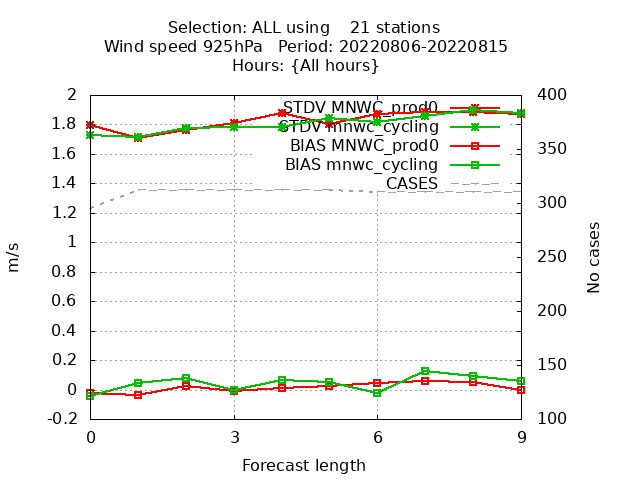 Selection: ALL using    21 stations
Wind speed 925hPa   Period: 20220806-20220815
Hours: {All hours}
STDV MNWC_prod0
STDV mnwc_cycling
BIAS MNWC_prod0
BIAS mnwc_cycling
CASES
2
1.8
1.6
1.4
1.2
1
0.8
0.6
0.4
0.2
0
-0.2
m/s
400
350
300
250
200
150
100
No cases
0 3 6 9
Forecast length